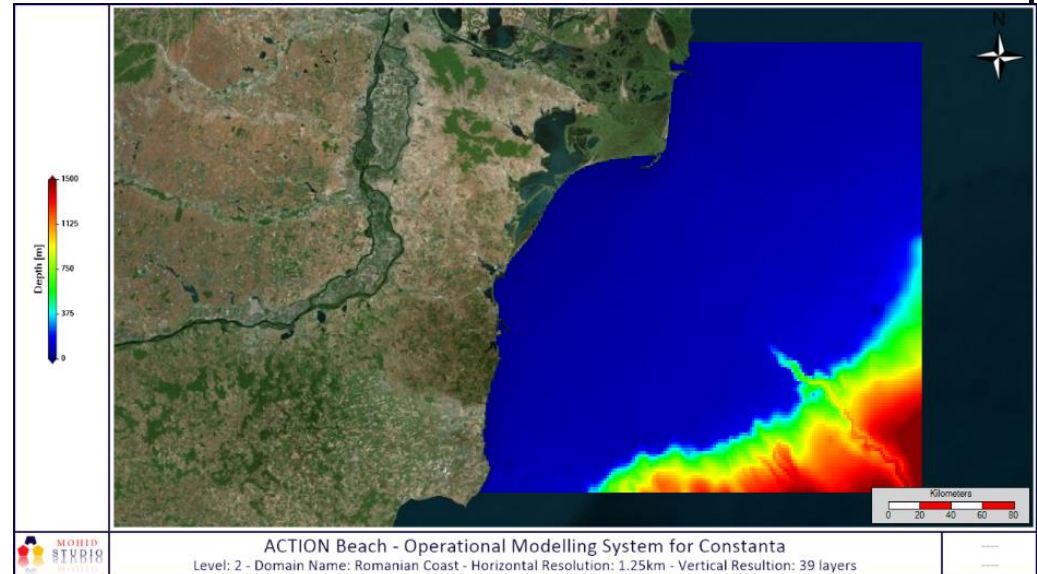 N
1500
1125
750
375
0
Depth [m]
Kilometers
0 20 40 60 80
MOHID
STUDIO
ACTION Beach - Operational Modelling System for Constanta
Level: 2 - Domain Name: Romanian Coast - Horizontal Resolution: 1.25km - Vertical Resultion: 39 layers